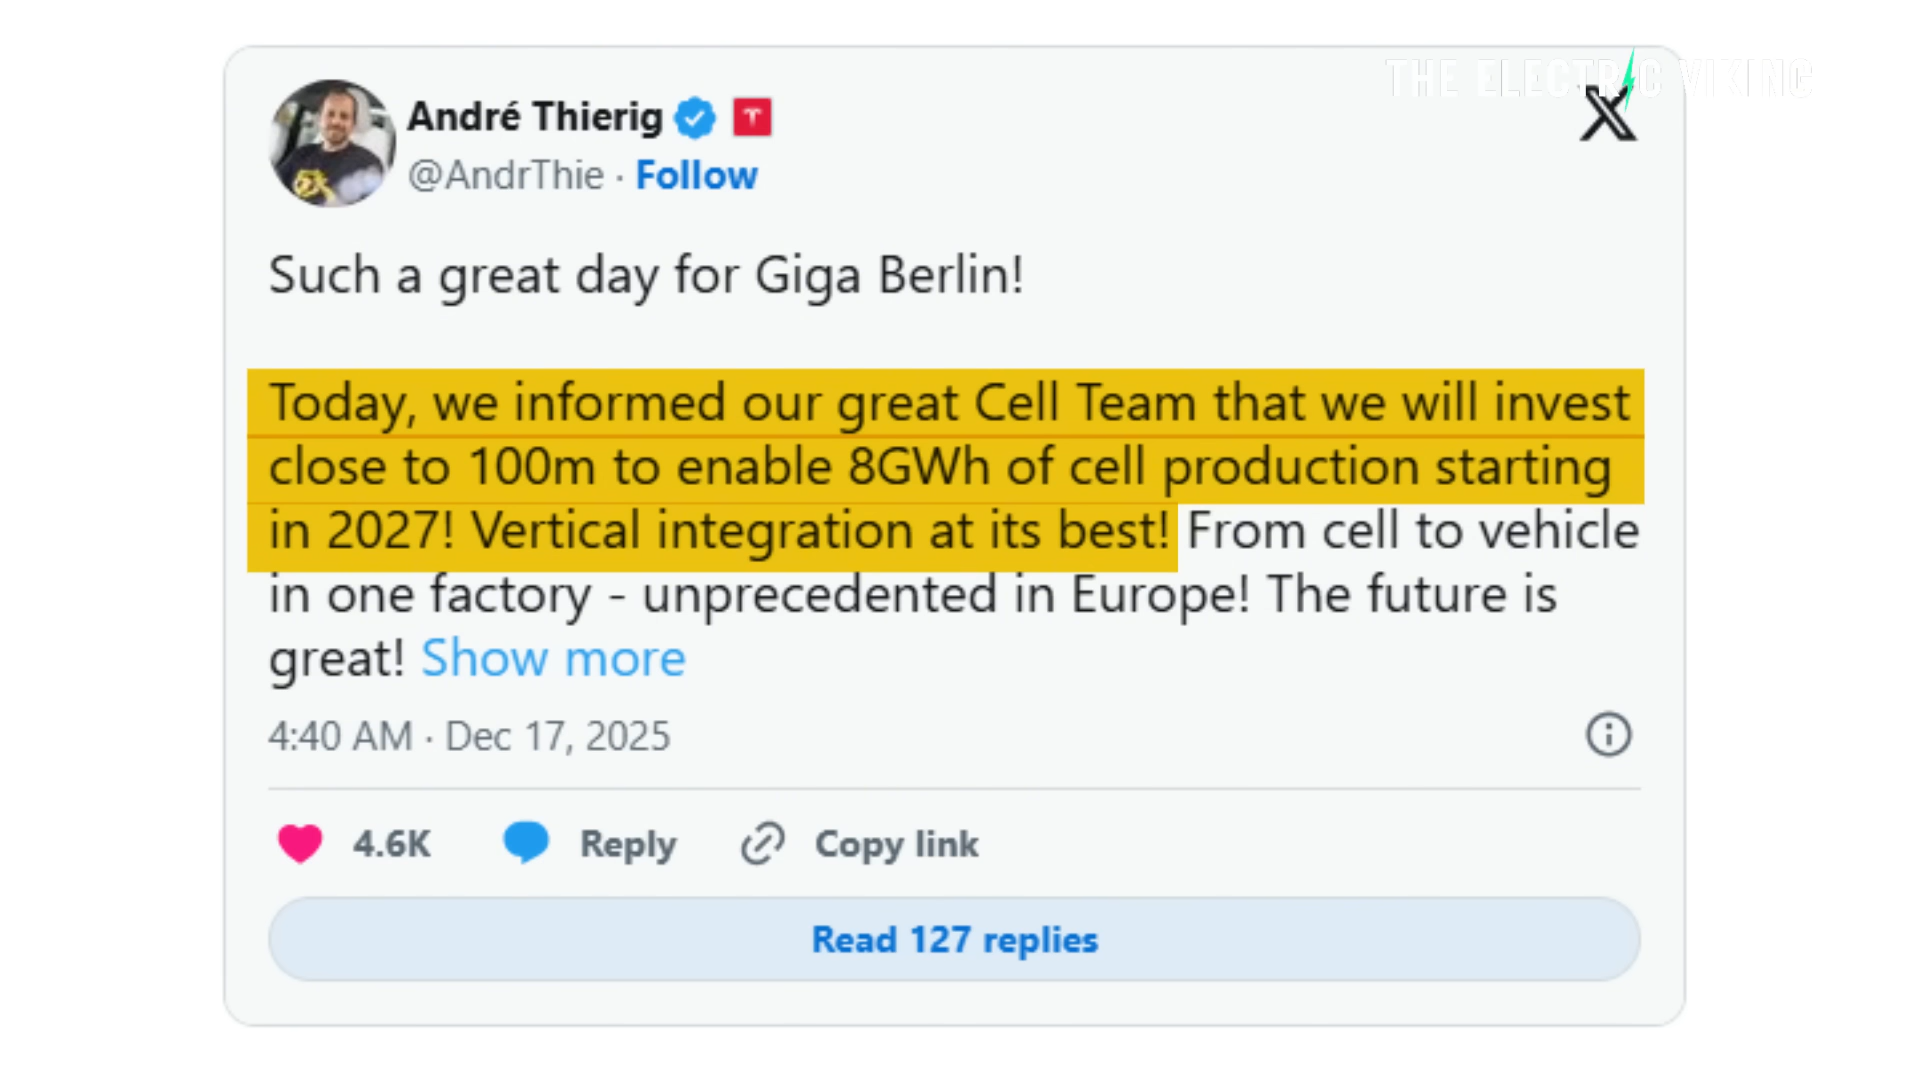 THE ELECTRIC VIKING
André Thierig
@AndrThie · Follow
Such a great day for Giga Berlin!
Today, we informed our great Cell Team that we will invest
close to 100m to enable 8GWh of cell production starting
in 2027! Vertical integration at its best! From cell to vehicle
in one factory - unprecedented in Europe! The future is
great! Show more
4:40 AM · Dec 17, 2025
4.6K Reply Copy link
Read 127 replies